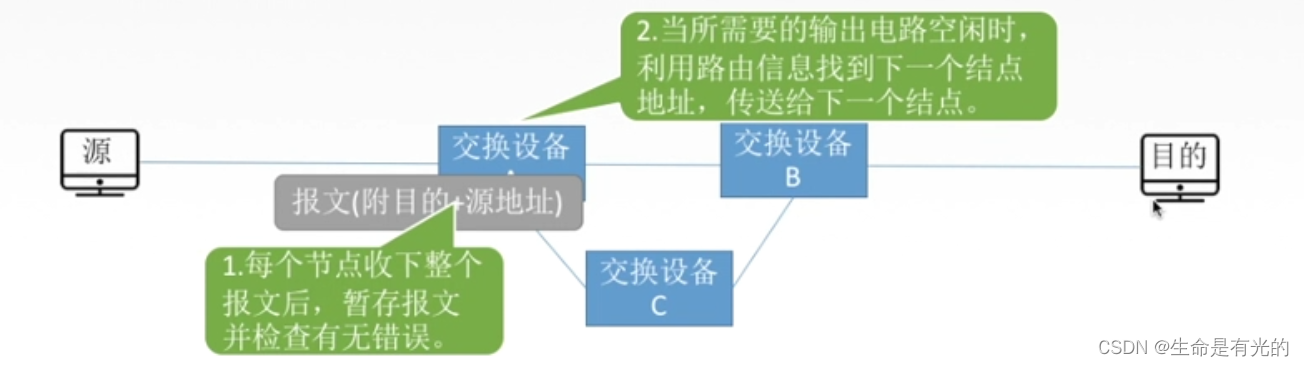 2.当所需要的输出电路空闲时，
利用路由信息找到下一个结点
地址，传送给下一个结点。
源
交换设备
交换设备
B
目的
报文(附目的+源地址)
1.每个节点收下整个
报文后，暂存报文
并检查有无错误。
交换设备
C
CSDN @生命是有光的